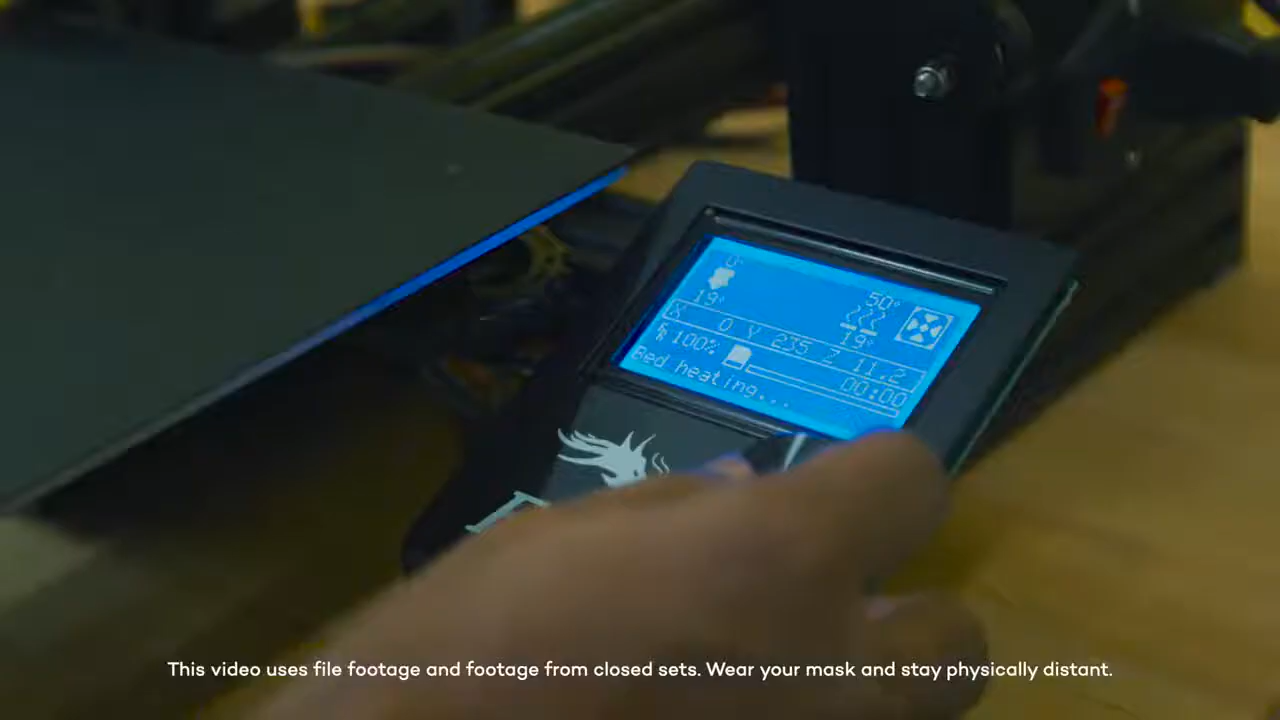 0°
19°
50°
19°
X 0 Y 235 Z 11.2
100% 00:00
Bed heating...
This video uses file footage and footage from closed sets. Wear your mask and stay physically distant.